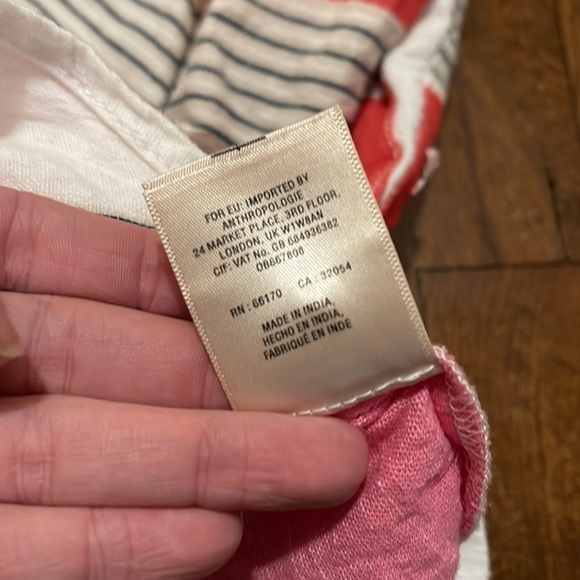 FOR EU: IMPORTED BY
ANTHROPOLOGIE
24 MARKET PLACE, 3RD FLOOR,
LONDON, UK W1W8AN
CIF: VAT No. GB 684936382
OB667806
RN : 66170 CA : 32054
MADE IN INDIA,
HECHO EN INDIA,
FABRIQUÉ EN INDE